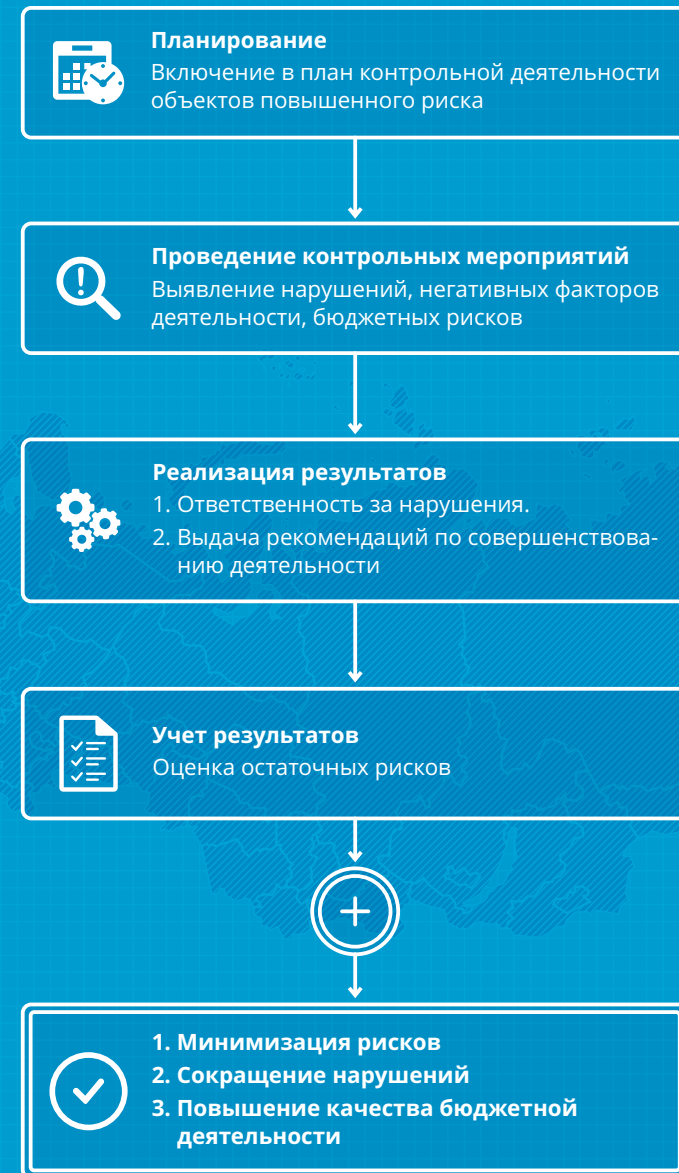 Планирование
Включение в план контрольной деятельности
объектов повышенного риска
Проведение контрольных мероприятий
Выявление нарушений, негативных факторов
деятельности, бюджетных рисков
Реализация результатов
1. Ответственность за нарушения.
2. Выдача рекомендаций по совершенствова-
нию деятельности
Учет результатов
Оценка остаточных рисков
1. Минимизация рисков
2. Сокращение нарушений
3. Повышение качества бюджетной
деятельности